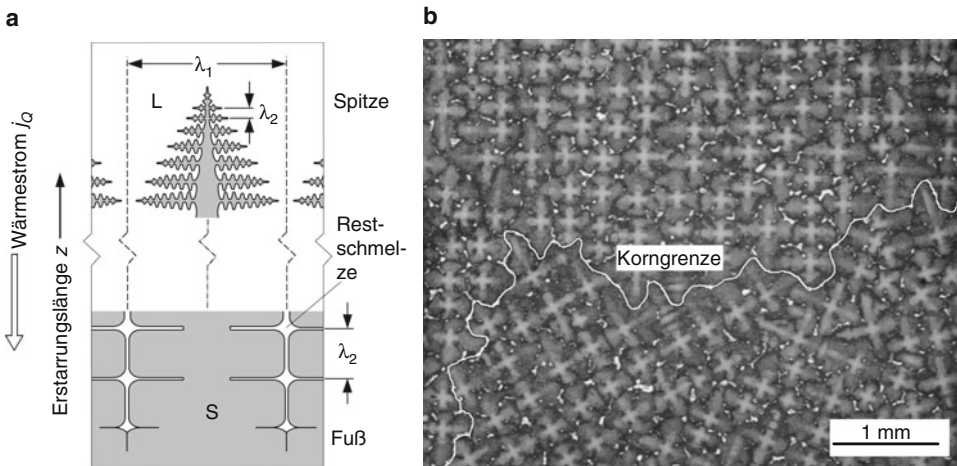 a
λ1
L
Spitze
λ2
Wärmestrom jQ
Erstarrungslänge z
Rest-
schmel-
ze
λ2
S
Fuß
b
Korngrenze
1 mm